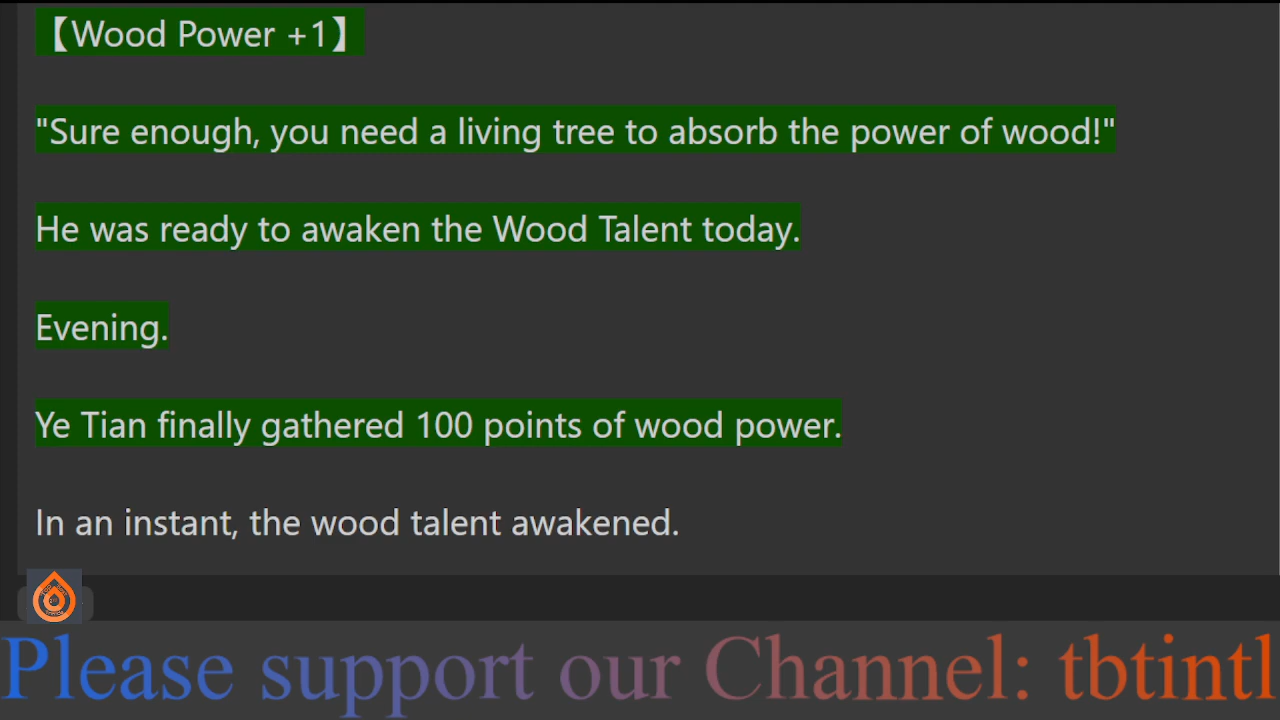 【Wood Power +1】
"Sure enough, you need a living tree to absorb the power of wood!"
He was ready to awaken the Wood Talent today.
Evening.
Ye Tian finally gathered 100 points of wood power.
In an instant, the wood talent awakened.
Please support our Channel: tbtintl